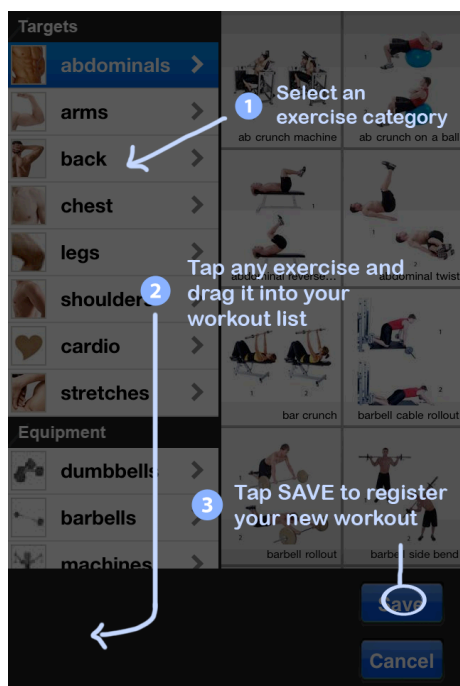 Targets
abdominals
arms
back
chest
legs
shoulders
cardio
stretches
Equipment
dumbbells
barbells
machines
1
Select an
exercise category
2
Tap any exercise and
drag it into your
workout list
3
Tap SAVE to register
your new workout
ab crunch machine
ab crunch on a ball
abdominal reverse...
abdominal twist
bar crunch
barbell cable rollout
barbell rollout
barbell side bend
Save
Cancel